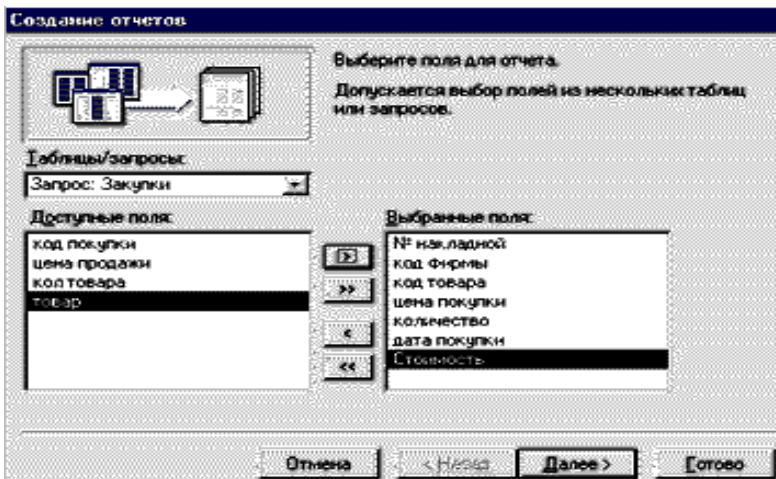 Создание отчетов
Выберите поля для отчета.
Допускается выбор полей из нескольких таблиц
или запросов.
Таблицы/запросы:
Запрос: Закупки
Доступные поля:
код покупки
цена продажи
кол товара
товар
>
>>
<
<<
Выбранные поля:
№ накладной
код фирмы
код товара
цена покупки
количество
дата покупки
Стоимость
Отмена
< Назад
Далее >
Готово